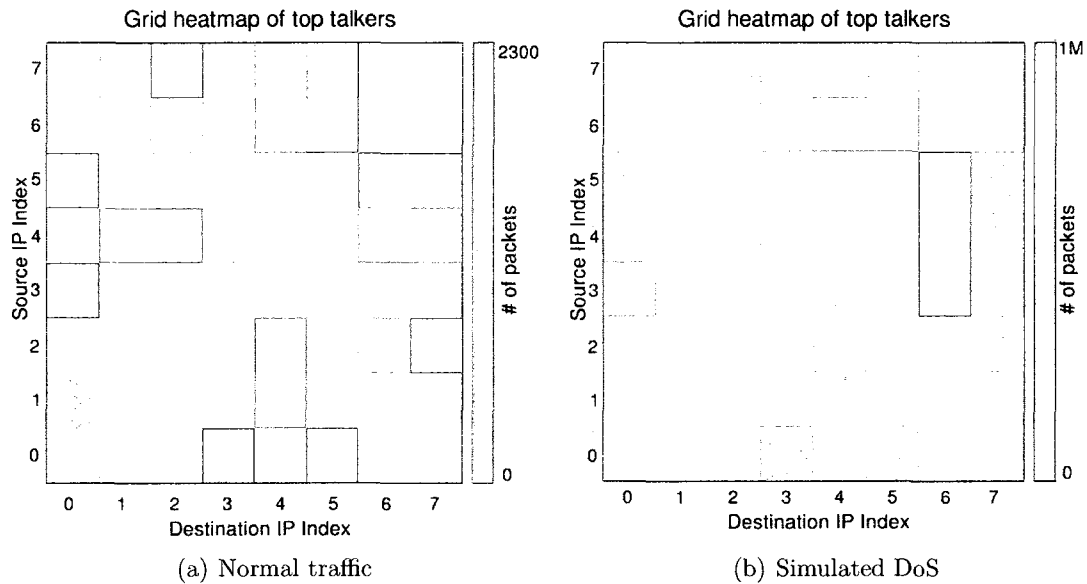 Grid heatmap of top talkers
7
6
5
4
3
2
1
0
Source IP Index
0 1 2 3 4 5 6 7
Destination IP Index
2300
0
# of packets
(a) Normal traffic
Grid heatmap of top talkers
7
6
5
4
3
2
1
0
Source IP Index
0 1 2 3 4 5 6 7
Destination IP Index
1M
0
# of packets
(b) Simulated DoS